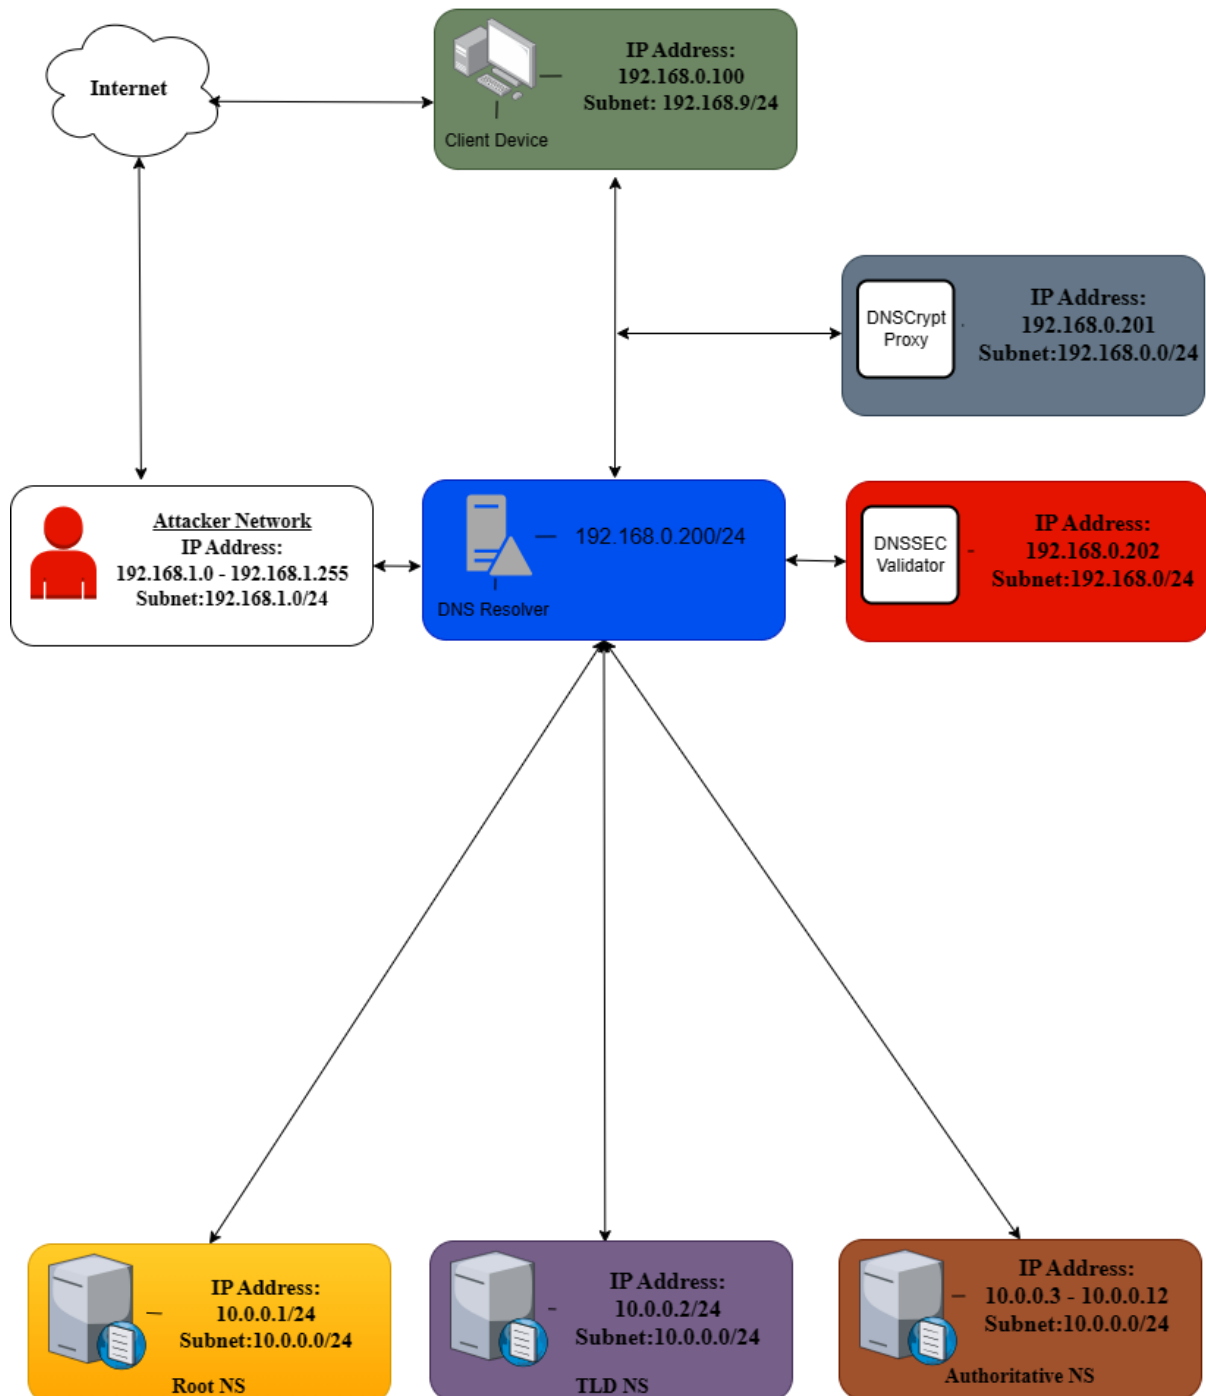 Internet
IP Address:
192.168.0.100
Subnet: 192.168.9/24
Client Device
DNSCrypt
Proxy
IP Address:
192.168.0.201
Subnet:192.168.0.0/24
Attacker Network
IP Address:
192.168.1.0 - 192.168.1.255
Subnet:192.168.1.0/24
192.168.0.200/24
DNS Resolver
DNSSEC
Validator
IP Address:
192.168.0.202
Subnet:192.168.0/24
IP Address:
10.0.0.1/24
Subnet:10.0.0.0/24
Root NS
IP Address:
10.0.0.2/24
Subnet:10.0.0.0/24
TLD NS
IP Address:
10.0.0.3 - 10.0.0.12
Subnet:10.0.0.0/24
Authoritative NS